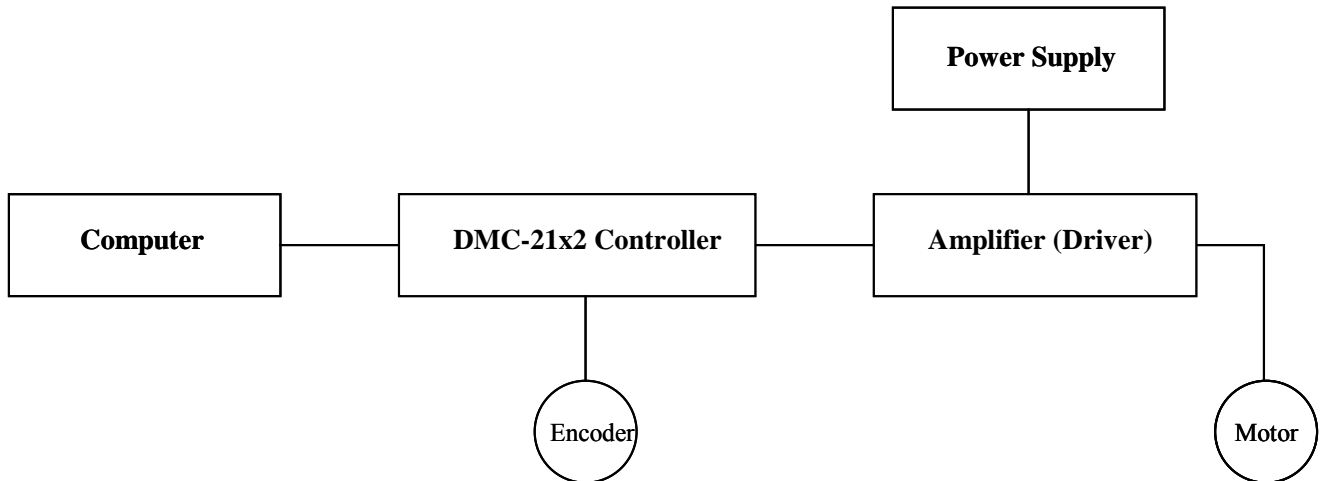 Power Supply
Computer
DMC-21x2 Controller
Amplifier (Driver)
Encoder
Motor